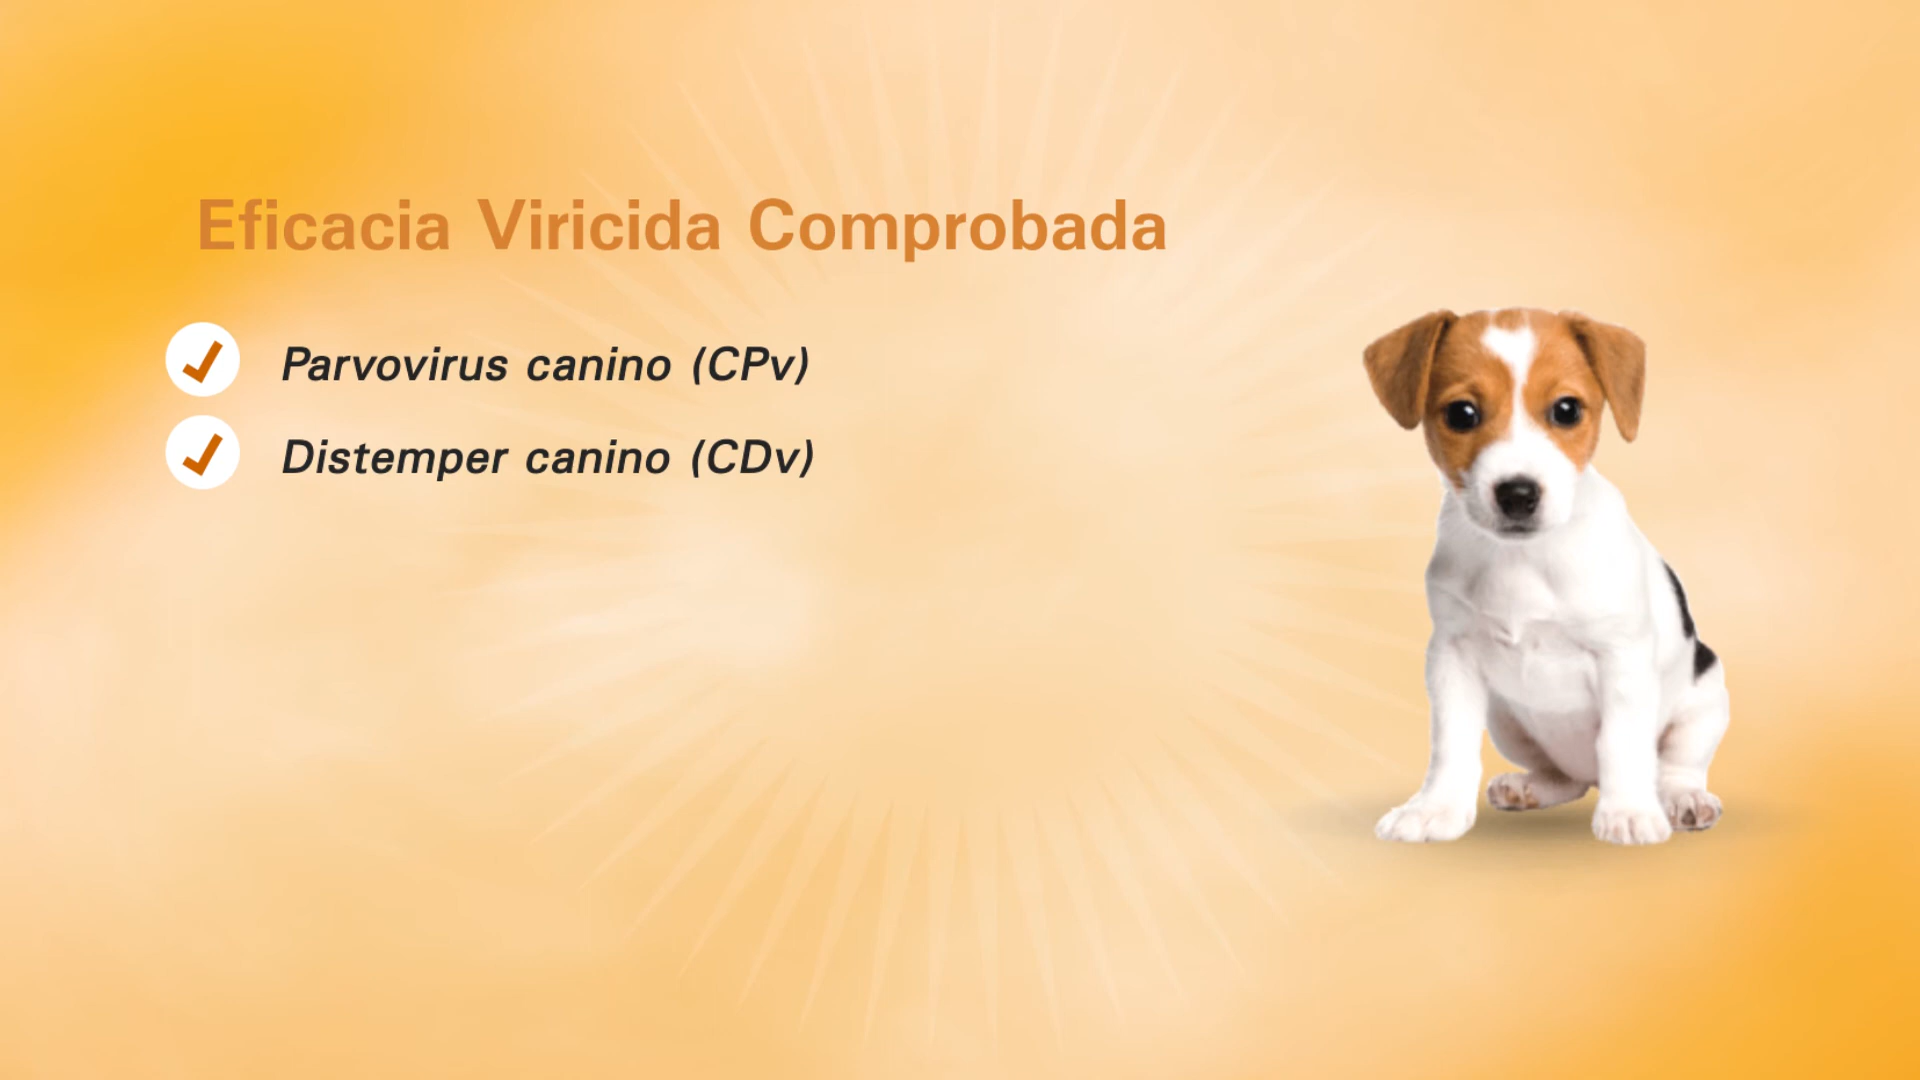 Eficacia Viricida Comprobada
Parvovirus canino (CPv)
Distemper canino (CDv)